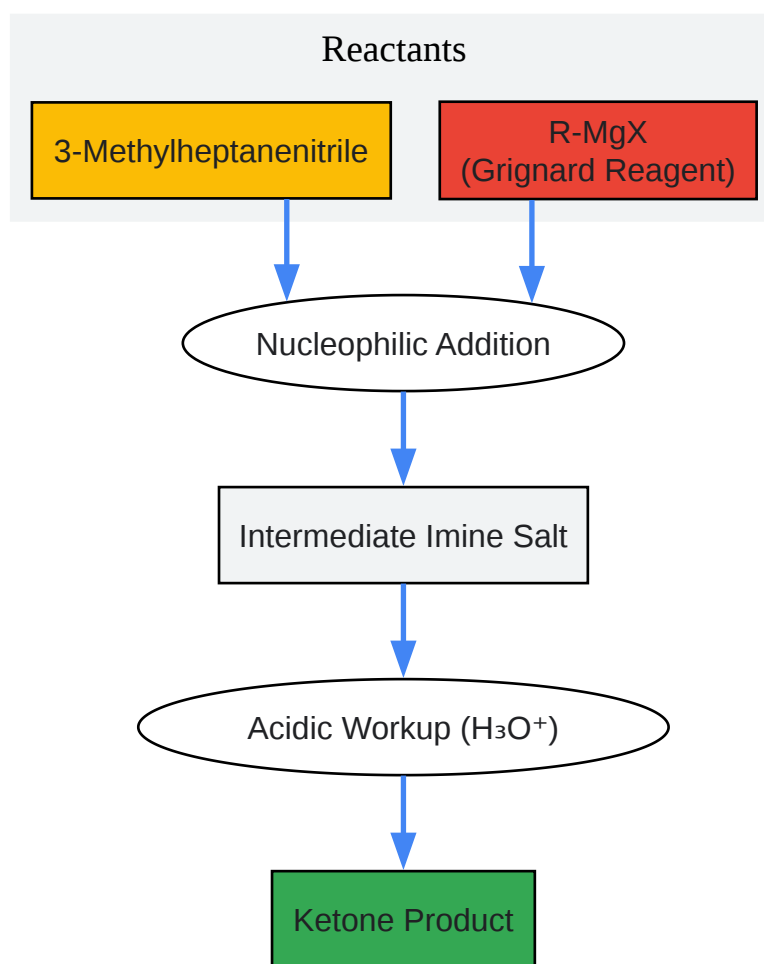 Reactants
3-Methylheptanenitrile
R-MgX
(Grignard Reagent)
Nucleophilic Addition
Intermediate Imine Salt
Acidic Workup (H₃O⁺)
Ketone Product